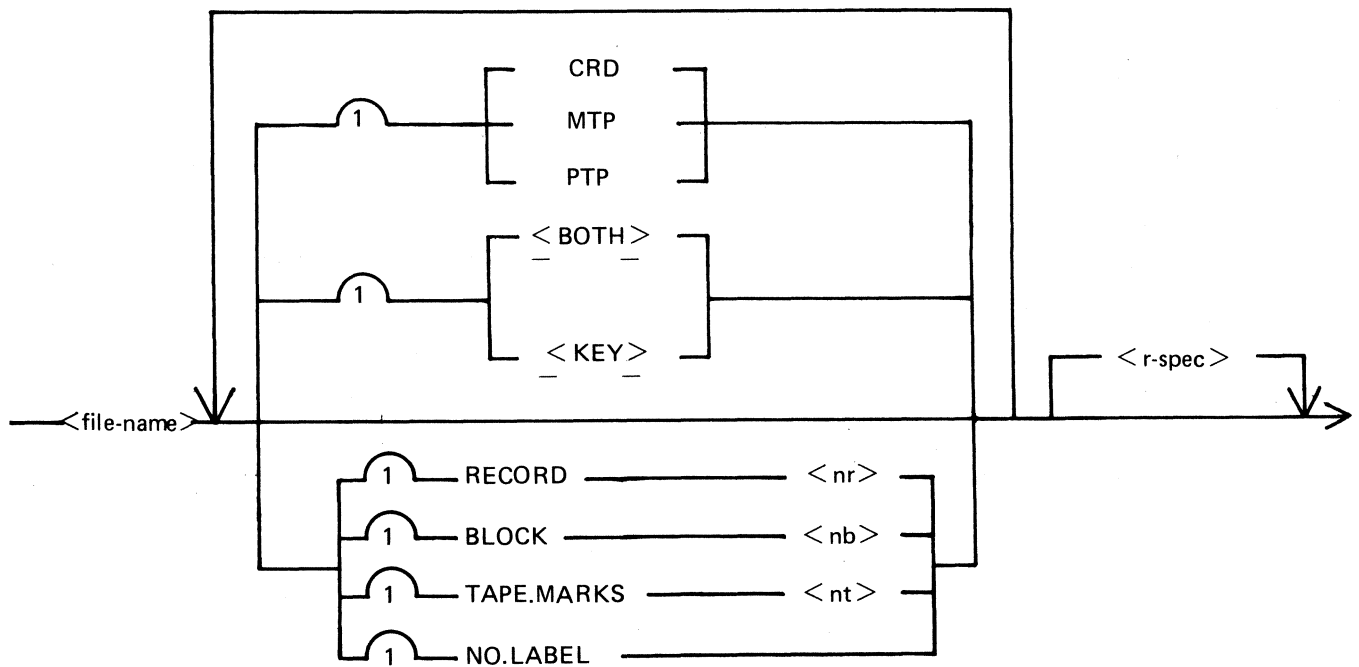 CRD
1 MTP
PTP
<BOTH>
1
<KEY>
<r-spec>
<file-name>
1 RECORD <nr>
1 BLOCK <nb>
1 TAPE.MARKS <nt>
1 NO.LABEL